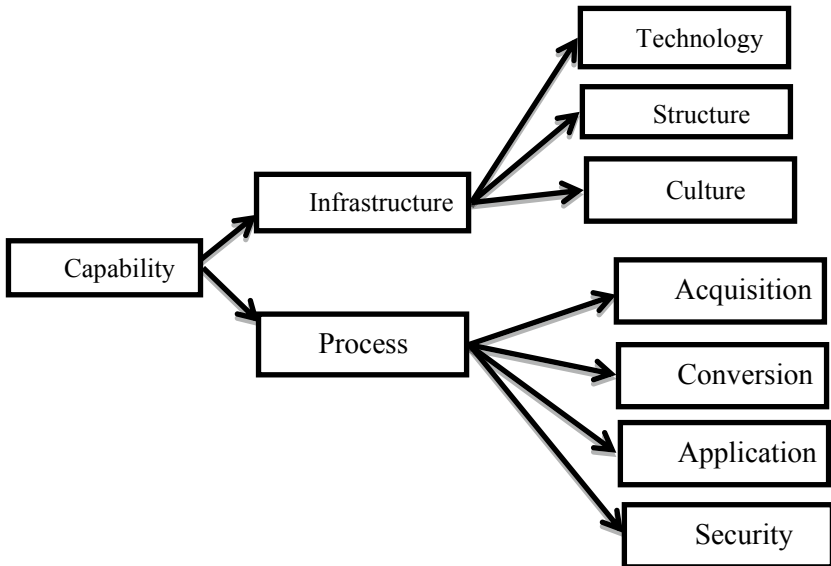 Technology
Structure
Culture
Infrastructure
Capability
Process
Acquisition
Conversion
Application
Security